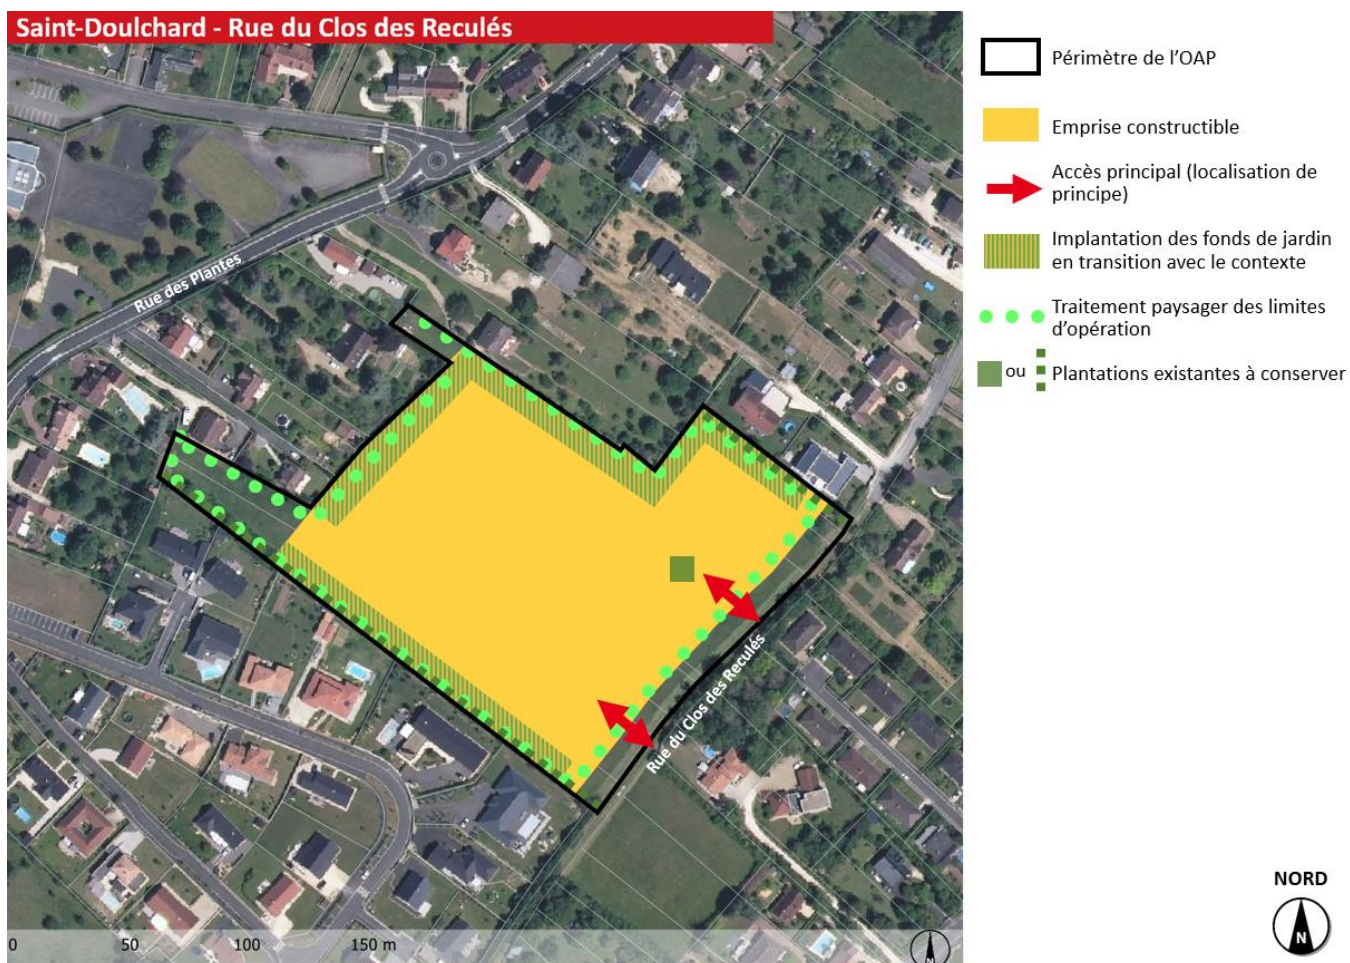 Saint-Doulchard - Rue du Clos des Reculés
Rue des Plantes
Rue du Clos des Reculés
0 50 100 150 m
N
Périmètre de l'OAP
Emprise constructible
Accès principal (localisation de
principe)
Implantation des fonds de jardin
en transition avec le contexte
Traitement paysager des limites
d'opération
ou Plantations existantes à conserver
NORD
N